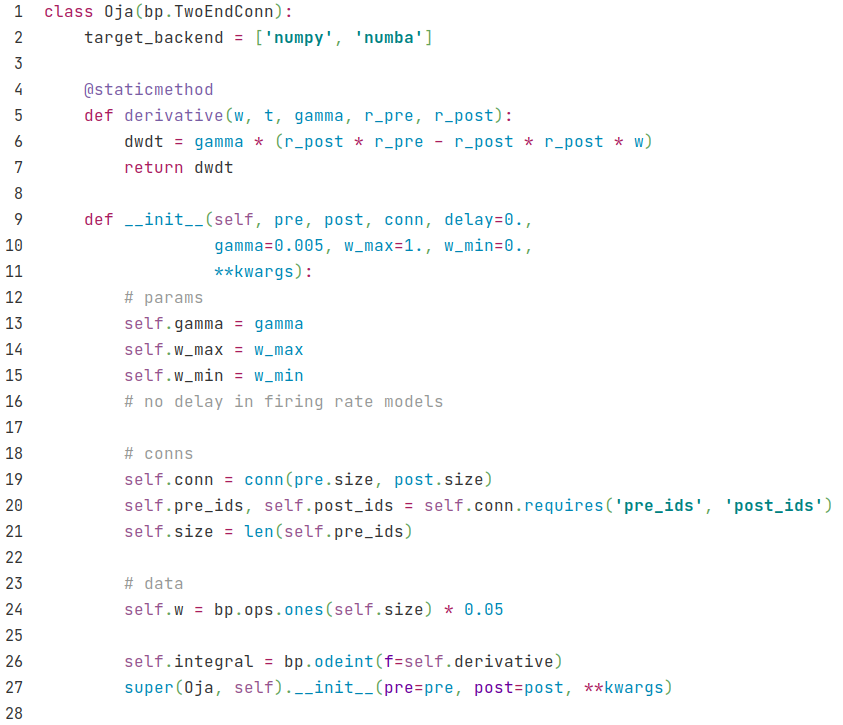 1 class Oja(bp.TwoEndConn):
2     target_backend = ['numpy', 'numba']
3
4     @staticmethod
5     def derivative(w, t, gamma, r_pre, r_post):
6         dwdt = gamma * (r_post * r_pre - r_post * r_post * w)
7         return dwdt
8
9     def __init__(self, pre, post, conn, delay=0.,
10                  gamma=0.005, w_max=1., w_min=0.,
11                  **kwargs):
12         # params
13         self.gamma = gamma
14         self.w_max = w_max
15         self.w_min = w_min
16         # no delay in firing rate models
17
18         # conns
19         self.conn = conn(pre.size, post.size)
20         self.pre_ids, self.post_ids = self.conn.requires('pre_ids', 'post_ids')
21         self.size = len(self.pre_ids)
22
23         # data
24         self.w = bp.ops.ones(self.size) * 0.05
25
26         self.integral = bp.odeint(f=self.derivative)
27         super(Oja, self).__init__(pre=pre, post=post, **kwargs)
28